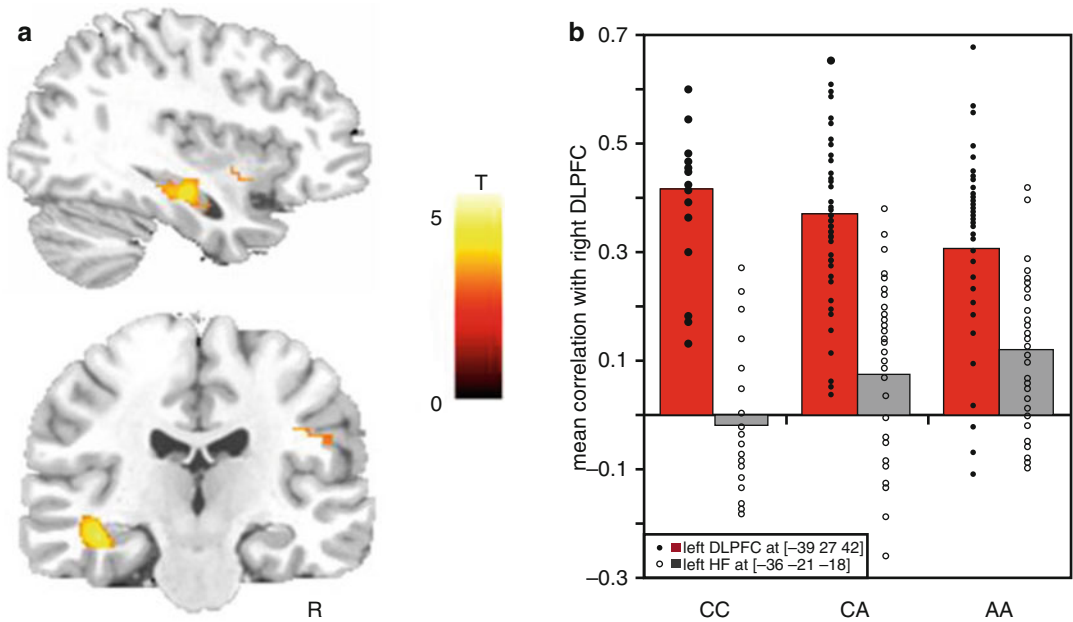 a
T
5
0
R
b
mean correlation with right DLPFC
0.7
0.5
0.3
0.1
−0.1
−0.3
left DLPFC at [−39 27 42]
left HF at [−36 −21 −18]
CC CA AA